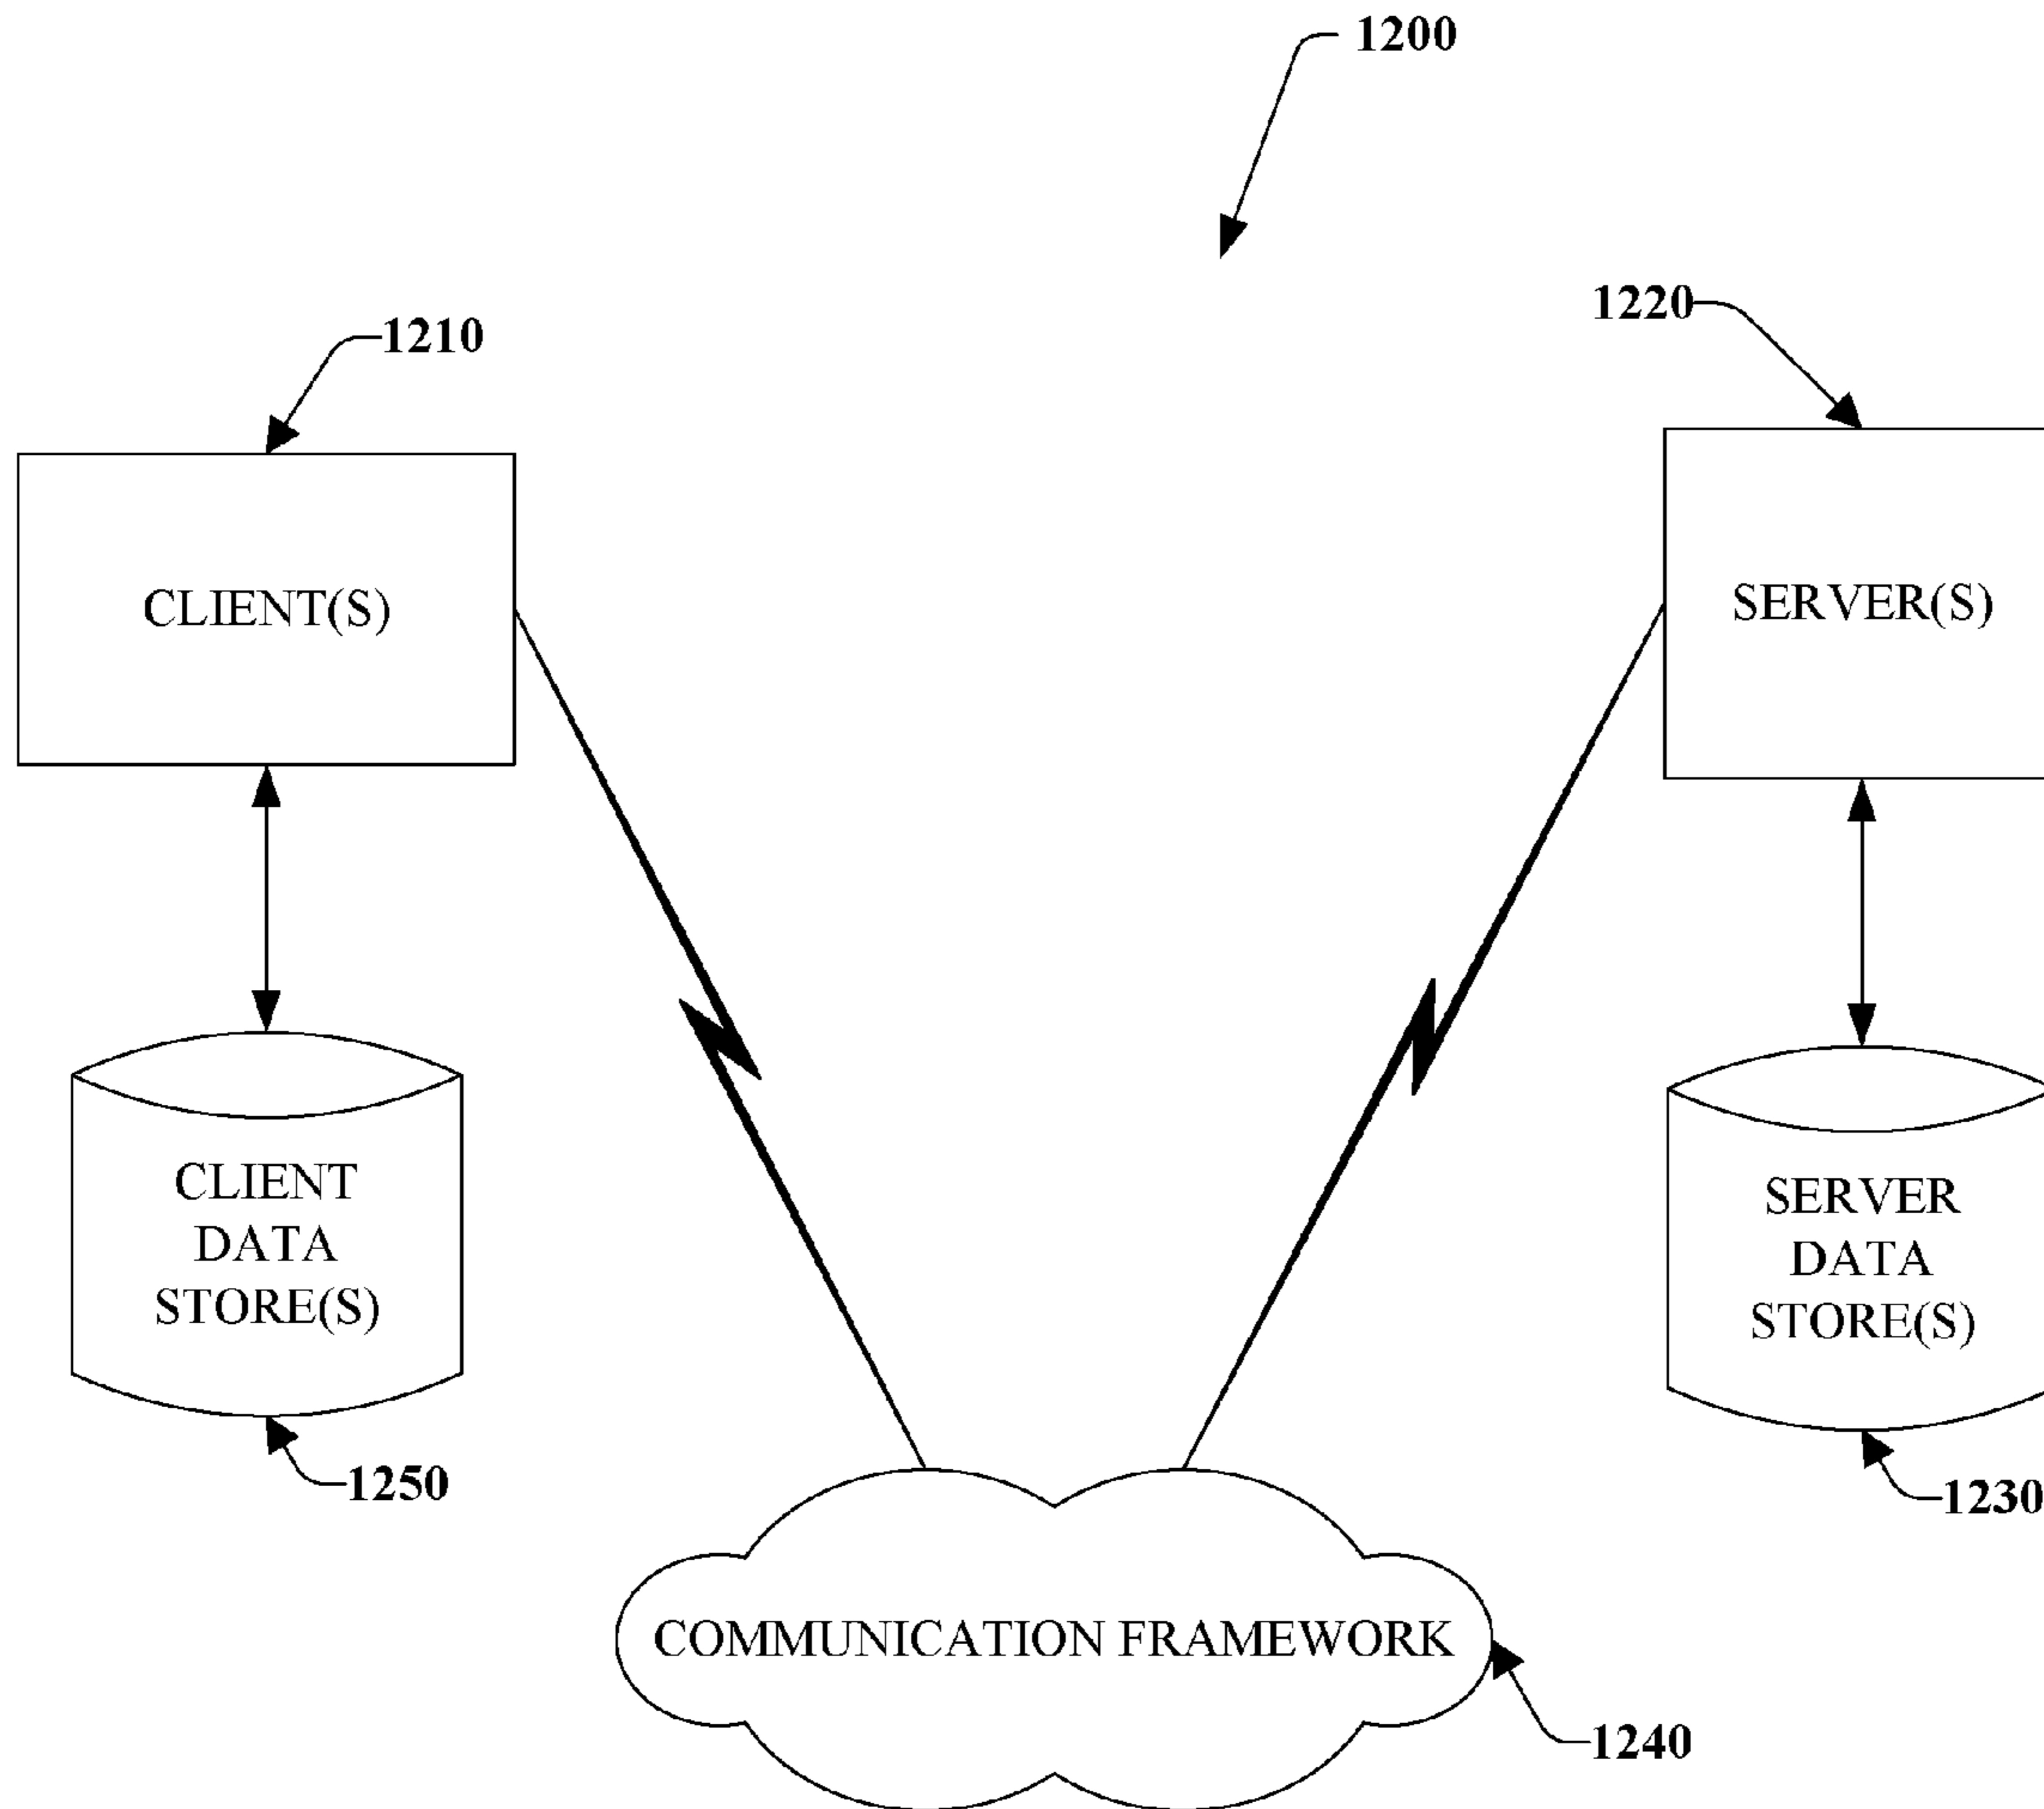 1200
1210
1220
CLIENT(S)
SERVER(S)
CLIENT
DATA
STORE(S)
SERVER
DATA
STORE(S)
1250
1230
COMMUNICATION FRAMEWORK
1240